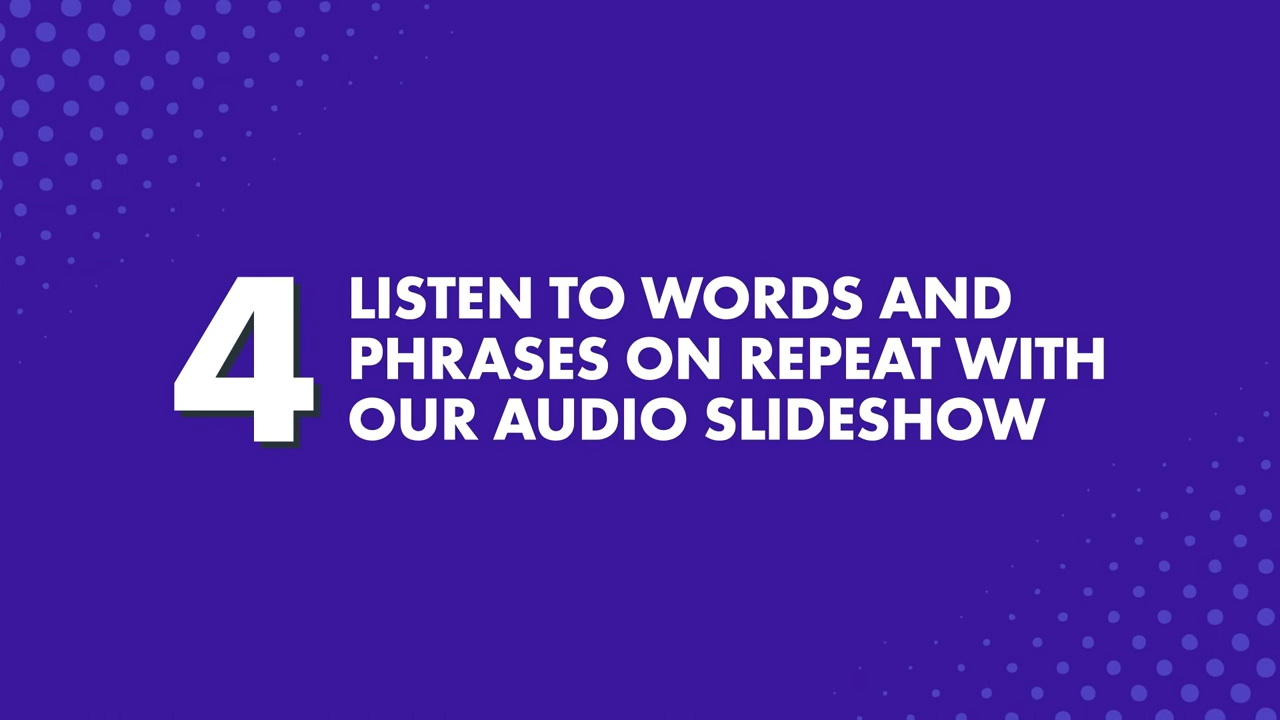 4
LISTEN TO WORDS AND
PHRASES ON REPEAT WITH
OUR AUDIO SLIDESHOW